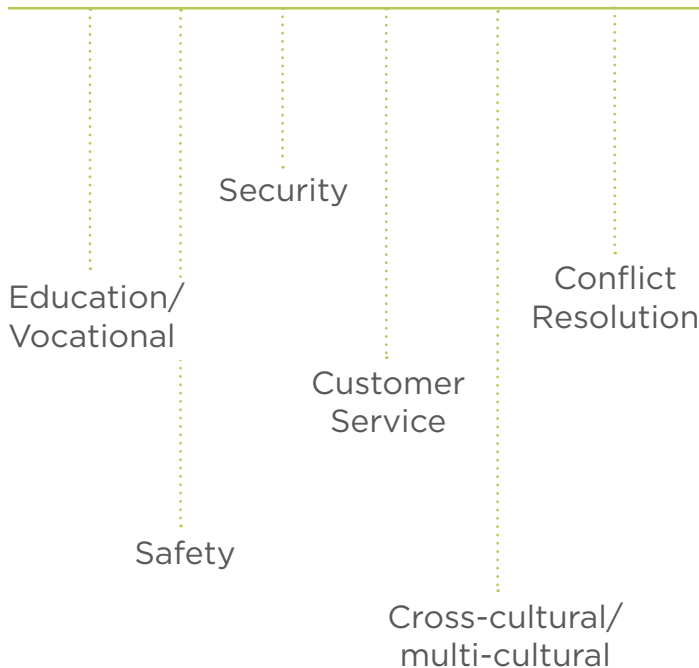 Security
Education/
Vocational
Conflict
Resolution
Customer
Service
Safety
Cross-cultural/
multi-cultural